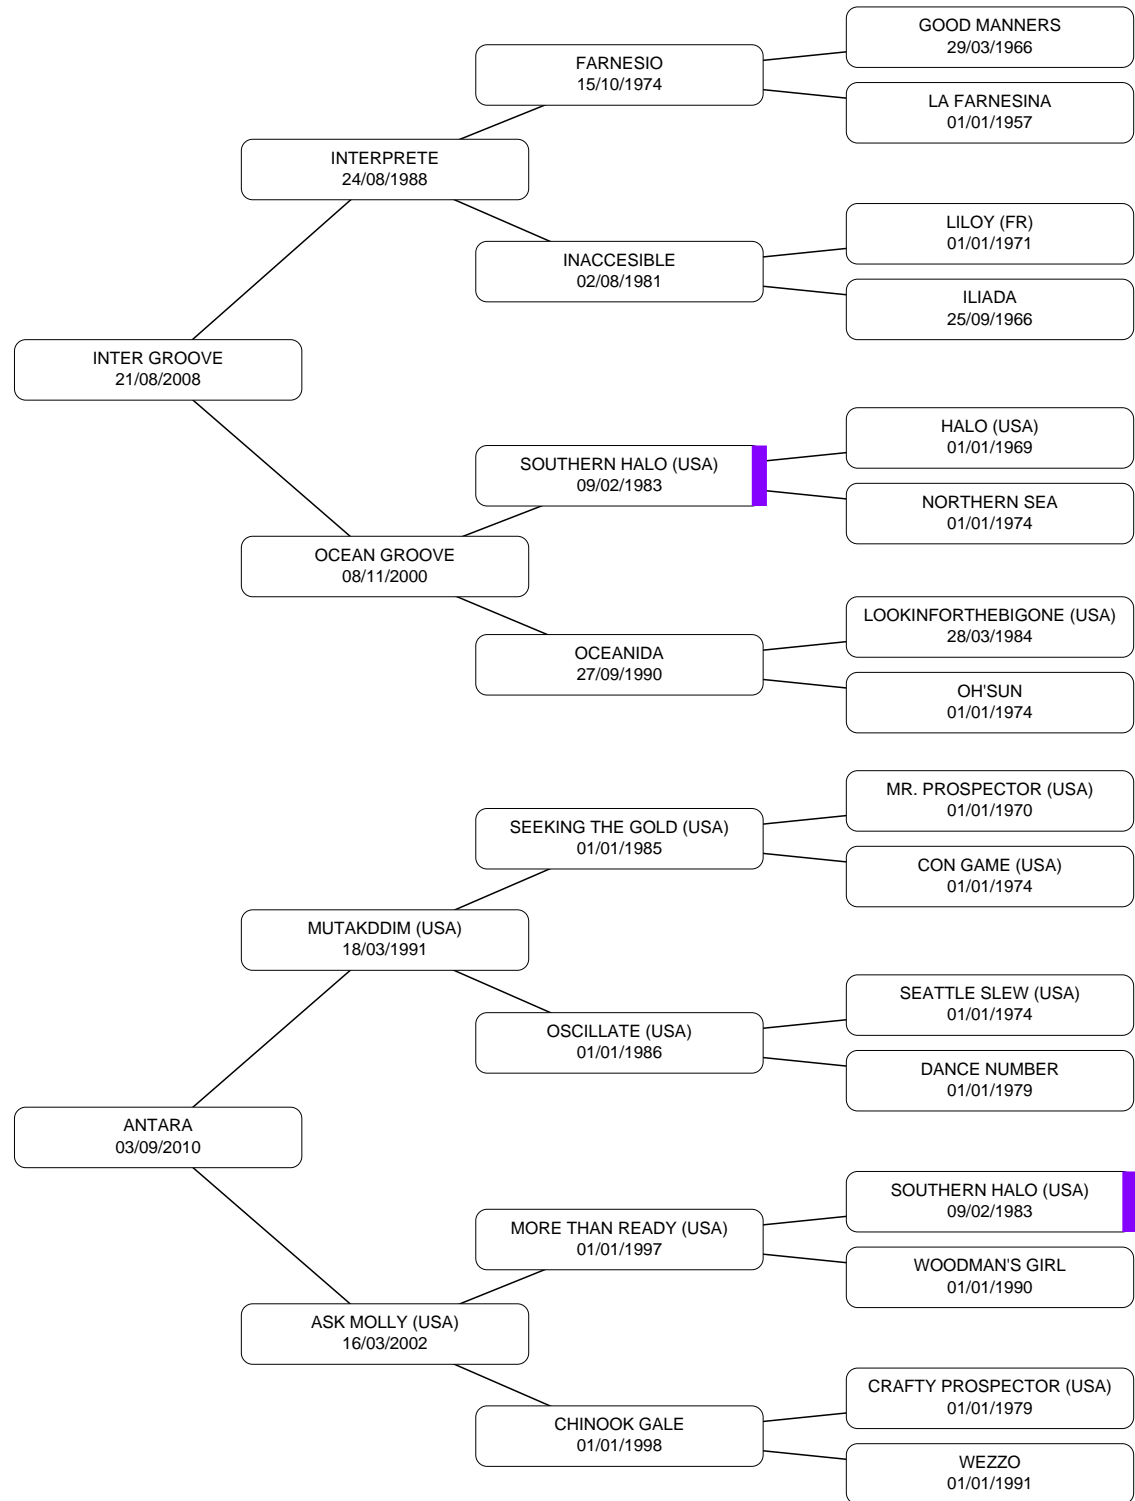 GOOD MANNERS
29/03/1966
FARNESIO
15/10/1974
LA FARNESINA
01/01/1957
INTERPRETE
24/08/1988
LILOY (FR)
01/01/1971
INACCESIBLE
02/08/1981
ILIADA
25/09/1966
INTER GROOVE
21/08/2008
HALO (USA)
01/01/1969
SOUTHERN HALO (USA)
09/02/1983
NORTHERN SEA
01/01/1974
OCEAN GROOVE
08/11/2000
LOOKINFORTHEBIGONE (USA)
28/03/1984
OCEANIDA
27/09/1990
OH'SUN
01/01/1974
MR. PROSPECTOR (USA)
01/01/1970
SEEKING THE GOLD (USA)
01/01/1985
CON GAME (USA)
01/01/1974
MUTAKDDIM (USA)
18/03/1991
SEATTLE SLEW (USA)
01/01/1974
OSCILLATE (USA)
01/01/1986
DANCE NUMBER
01/01/1979
ANTARA
03/09/2010
SOUTHERN HALO (USA)
09/02/1983
MORE THAN READY (USA)
01/01/1997
WOODMAN'S GIRL
01/01/1990
ASK MOLLY (USA)
16/03/2002
CRAFTY PROSPECTOR (USA)
01/01/1979
CHINOOK GALE
01/01/1998
WEZZO
01/01/1991